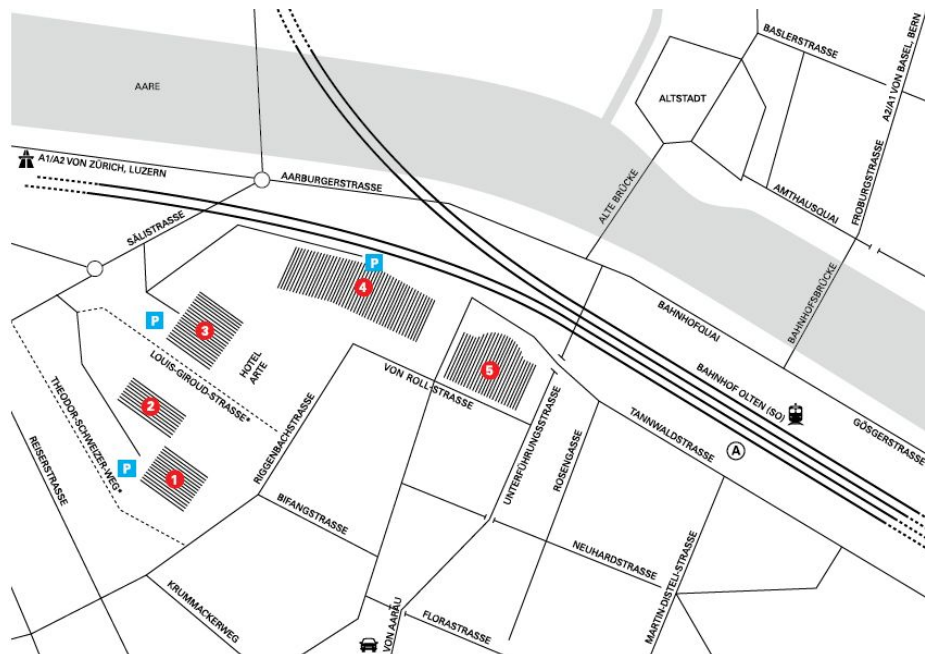 BASLERSTRASSE
A2/A1 VON BASEL, BERN
AARE
ALTSTADT
A1/A2 VON ZÜRICH, LUZERN
AARBURGERSTRASSE
ALTE BRÜCKE
AMTHAUSQUAI
FROBURGSTRASSE
SÄLISTRASSE
P
4
BAHNHOFQUAI
BAHNHOFSBRÜCKE
P
3
HOTEL
ARTE
LOUIS-GIROUD-STRASSE*
VON ROLL-STRASSE
5
BAHNHOF OLTEN (SO)
GÖSGERSTRASSE
THEODOR-SCHWEIZER-WEG*
2
RIGGENBACHSTRASSE
UNTERFÜHRUNGSSTRASSE
ROSENGASSE
TANNWALDSTRASSE
A
REISERSTRASSE
P
1
BIFANGSTRASSE
NEUHARDSTRASSE
KRUMMACKERWEG
VON AARAU
FLORASTRASSE
MARTIN-DISTELI-STRASSE